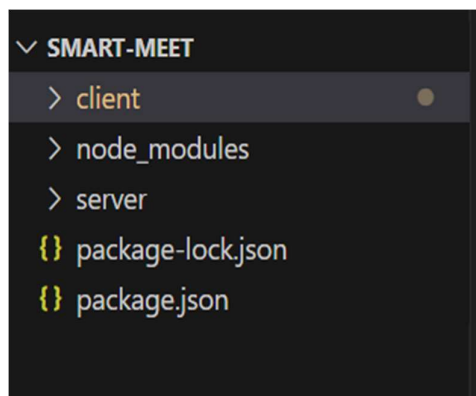 SMART-MEET
client
node_modules
server
{} package-lock.json
{} package.json